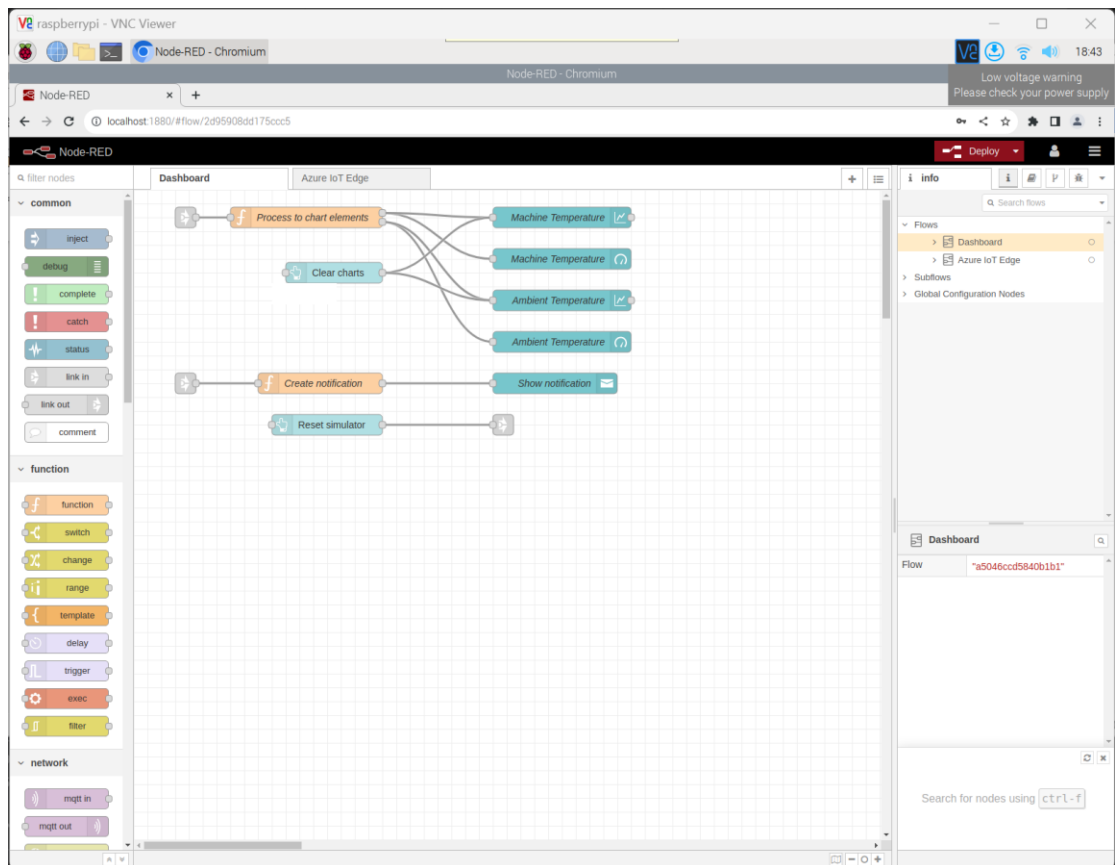 raspberrypi - VNC Viewer
Node-RED - Chromium
18:43
Node-RED - Chromium
Low voltage warning
Please check your power supply
Node-RED
localhost:1880/#flow/2d95908dd175ccc5
Node-RED
Deploy
filter nodes
Dashboard
Azure IoT Edge
i info
Search flows
common
inject
debug
complete
catch
status
link in
link out
comment
function
function
switch
change
range
template
delay
trigger
exec
filter
network
mqtt in
mqtt out
Process to chart elements
Clear charts
Machine Temperature
Machine Temperature
Ambient Temperature
Ambient Temperature
Create notification
Show notification
Reset simulator
Flows
Dashboard
Azure IoT Edge
Subflows
Global Configuration Nodes
Dashboard
Flow "a5046ccd5840b1b1"
Search for nodes using ctrl-f